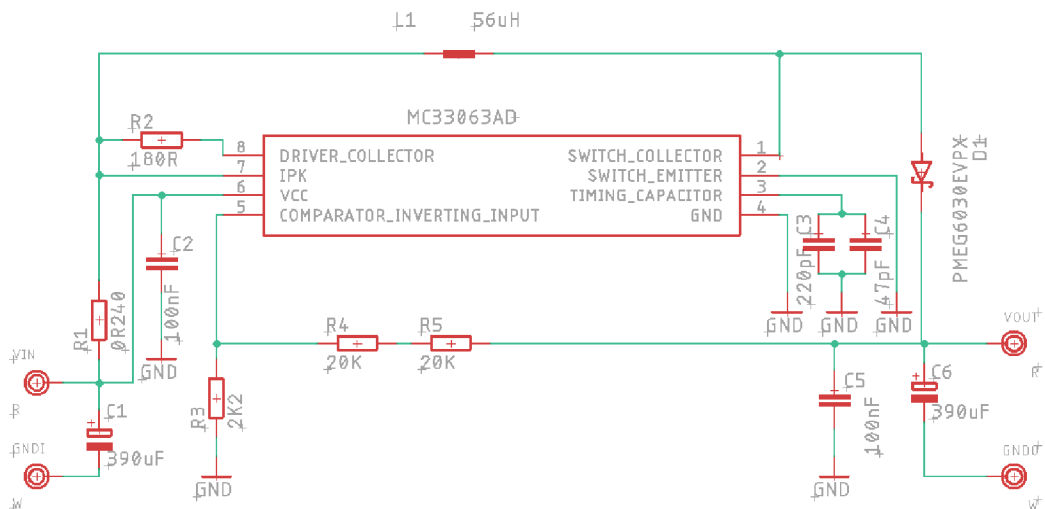 L1 56uH
MC33063AD
R2
180R
8 DRIVER_COLLECTOR SWITCH_COLLECTOR 1
7 IPK SWITCH_EMITTER 2
6 VCC TIMING_CAPACITOR 3
5 COMPARATOR_INVERTING_INPUT GND 4
PMEG6030EVPX
D1
C2
100nF
GND
C3
220pF
C4
47pF
GND
GND
GND
R1
0R240
R4
20K
R5
20K
VOUT
R
VIN
R
C1
390uF
GNDI
W
R3
2K2
GND
C5
100nF
GND
C6
390uF
GNDO
W